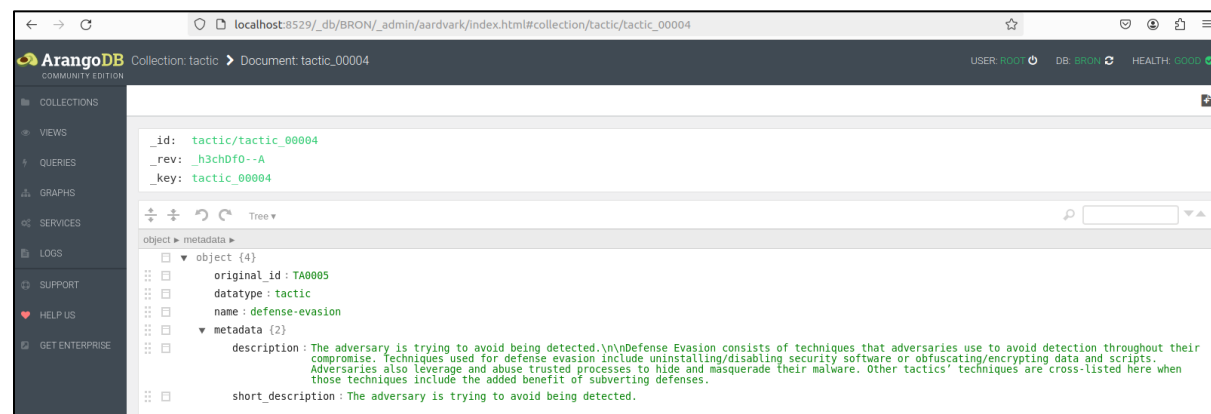 localhost:8529/_db/BRON/_admin/aardvark/index.html#collection/tactic/tactic_00004
ArangoDB
COMMUNITY EDITION
Collection: tactic > Document: tactic_00004
USER: ROOT
DB: BRON
HEALTH: GOOD
COLLECTIONS
VIEWS
QUERIES
GRAPHS
SERVICES
LOGS
SUPPORT
HELP US
GET ENTERPRISE
_id: tactic/tactic_00004
_rev: _h3chDfO--A
_key: tactic_00004
Tree ▾
object ▸ metadata ▸
▼ object {4}
original_id : TA0005
datatype : tactic
name : defense-evasion
▼ metadata {2}
description : The adversary is trying to avoid being detected.\n\nDefense Evasion consists of techniques that adversaries use to avoid detection throughout their
compromise. Techniques used for defense evasion include uninstalling/disabling security software or obfuscating/encrypting data and scripts.
Adversaries also leverage and abuse trusted processes to hide and masquerade their malware. Other tactics’ techniques are cross-listed here when
those techniques include the added benefit of subverting defenses.
short_description : The adversary is trying to avoid being detected.